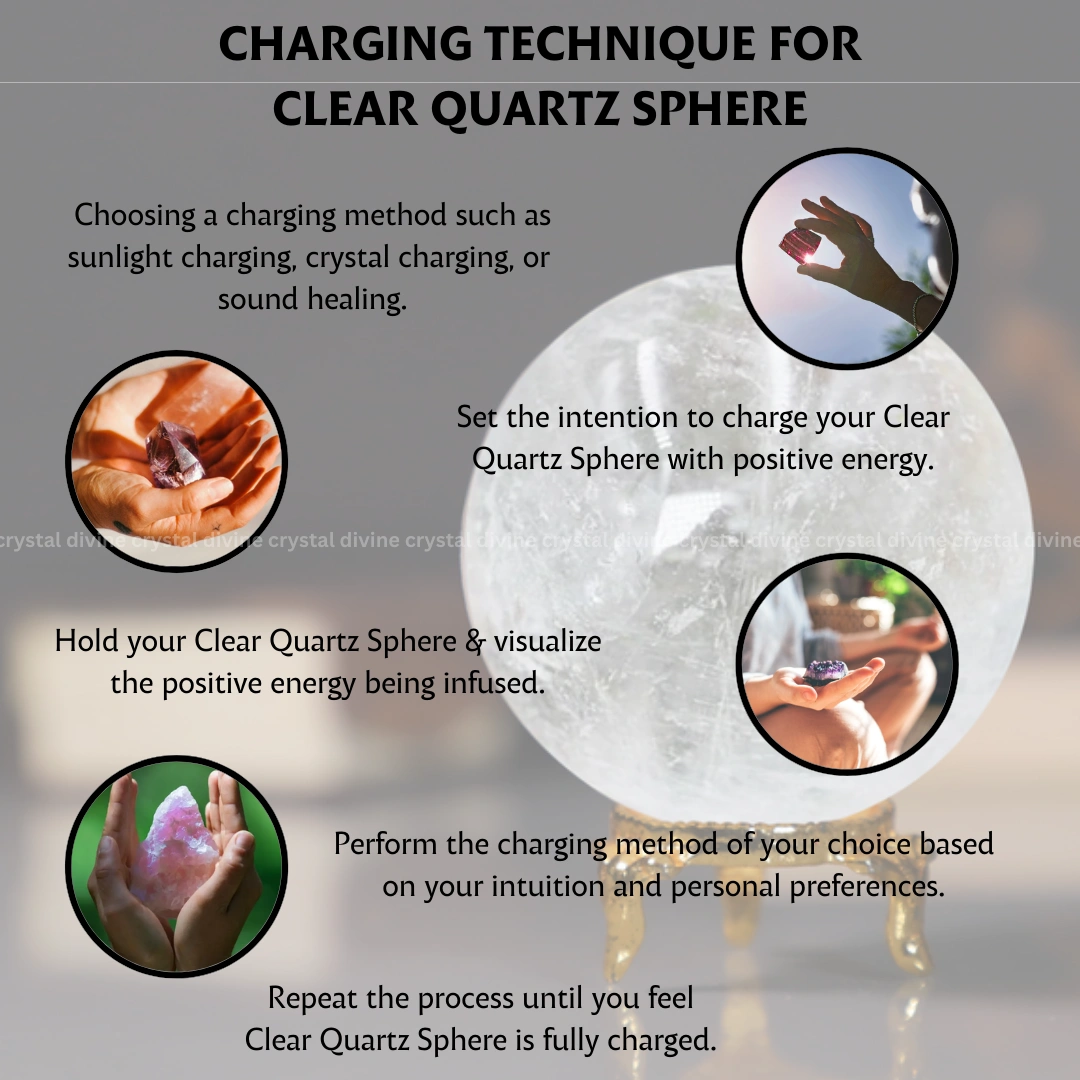 CHARGING TECHNIQUE FOR
CLEAR QUARTZ SPHERE
Choosing a charging method such as
sunlight charging, crystal charging, or
sound healing.
Set the intention to charge your Clear
Quartz Sphere with positive energy.
crystal divine crystal divine crystal divine crystal divine crystal divine crystal divine crystal divine crystal divine
Hold your Clear Quartz Sphere & visualize
the positive energy being infused.
Perform the charging method of your choice based
on your intuition and personal preferences.
Repeat the process until you feel
Clear Quartz Sphere is fully charged.